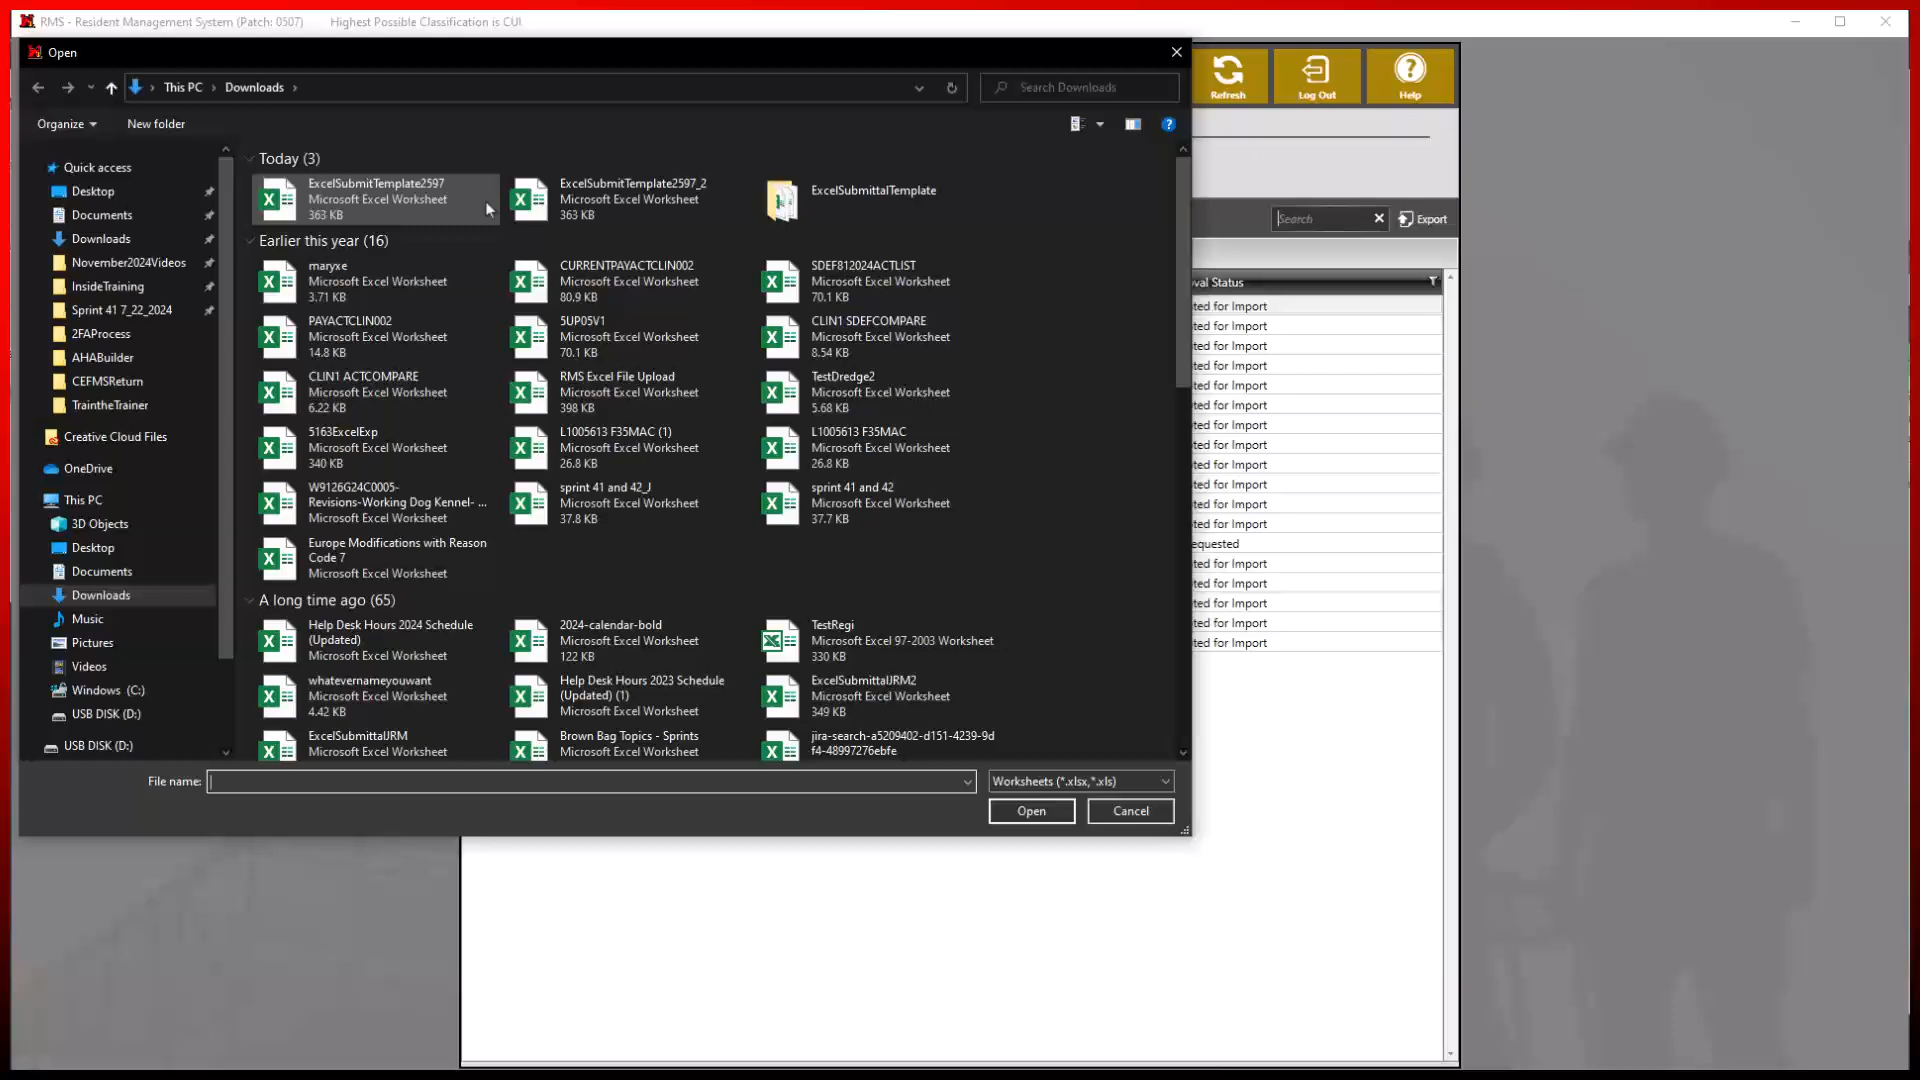 RMS - Resident Management System (Patch: 0507) Highest Possible Classification is CUI
Open
This PC Downloads
Search Downloads
Refresh
Log Out
Help
Organize New folder
Quick access
Desktop
Documents
Downloads
November2024Videos
InsideTraining
Sprint 41 7_22_2024
2FAProcess
AHABuilder
CEFMSReturn
TraintheTrainer
Creative Cloud Files
OneDrive
This PC
3D Objects
Desktop
Documents
Downloads
Music
Pictures
Videos
Windows (C:)
USB DISK (D:)
USB DISK (D:)
Today (3)
ExcelSubmitTemplate2597
Microsoft Excel Worksheet
363 KB
ExcelSubmitTemplate2597_2
Microsoft Excel Worksheet
363 KB
ExcelSubmittalTemplate
Earlier this year (16)
maryxe
Microsoft Excel Worksheet
3.71 KB
CURRENTPAYACTCLIN002
Microsoft Excel Worksheet
80.9 KB
SDEF812024ACTLIST
Microsoft Excel Worksheet
70.1 KB
PAYACTCLIN002
Microsoft Excel Worksheet
14.8 KB
5UP05V1
Microsoft Excel Worksheet
70.1 KB
CLIN1 SDEFCOMPARE
Microsoft Excel Worksheet
8.54 KB
CLIN1 ACTCOMPARE
Microsoft Excel Worksheet
6.22 KB
RMS Excel File Upload
Microsoft Excel Worksheet
398 KB
TestDredge2
Microsoft Excel Worksheet
5.68 KB
5163ExcelExp
Microsoft Excel Worksheet
340 KB
L1005613 F35MAC (1)
Microsoft Excel Worksheet
26.8 KB
L1005613 F35MAC
Microsoft Excel Worksheet
26.8 KB
W9126G24C0005-
Revisions-Working Dog Kennel- ...
Microsoft Excel Worksheet
sprint 41 and 42_J
Microsoft Excel Worksheet
37.8 KB
sprint 41 and 42
Microsoft Excel Worksheet
37.7 KB
Europe Modifications with Reason
Code 7
Microsoft Excel Worksheet
A long time ago (65)
Help Desk Hours 2024 Schedule
(Updated)
Microsoft Excel Worksheet
2024-calendar-bold
Microsoft Excel Worksheet
122 KB
TestRegi
Microsoft Excel 97-2003 Worksheet
330 KB
whatevernameyouwant
Microsoft Excel Worksheet
4.42 KB
Help Desk Hours 2023 Schedule
(Updated) (1)
Microsoft Excel Worksheet
ExcelSubmittalJRM2
Microsoft Excel Worksheet
349 KB
ExcelSubmittalJRM
Microsoft Excel Worksheet
Brown Bag Topics - Sprints
Microsoft Excel Worksheet
jira-search-a5209402-d151-4239-9d
f4-48997276ebfe
File name:
Worksheets (*.xlsx,*.xls)
Open Cancel
Search
Export
val Status
ted for Import
ted for Import
ted for Import
ted for Import
ted for Import
ted for Import
ted for Import
ted for Import
ted for Import
ted for Import
ted for Import
ted for Import
equested
ted for Import
ted for Import
ted for Import
ted for Import
ted for Import